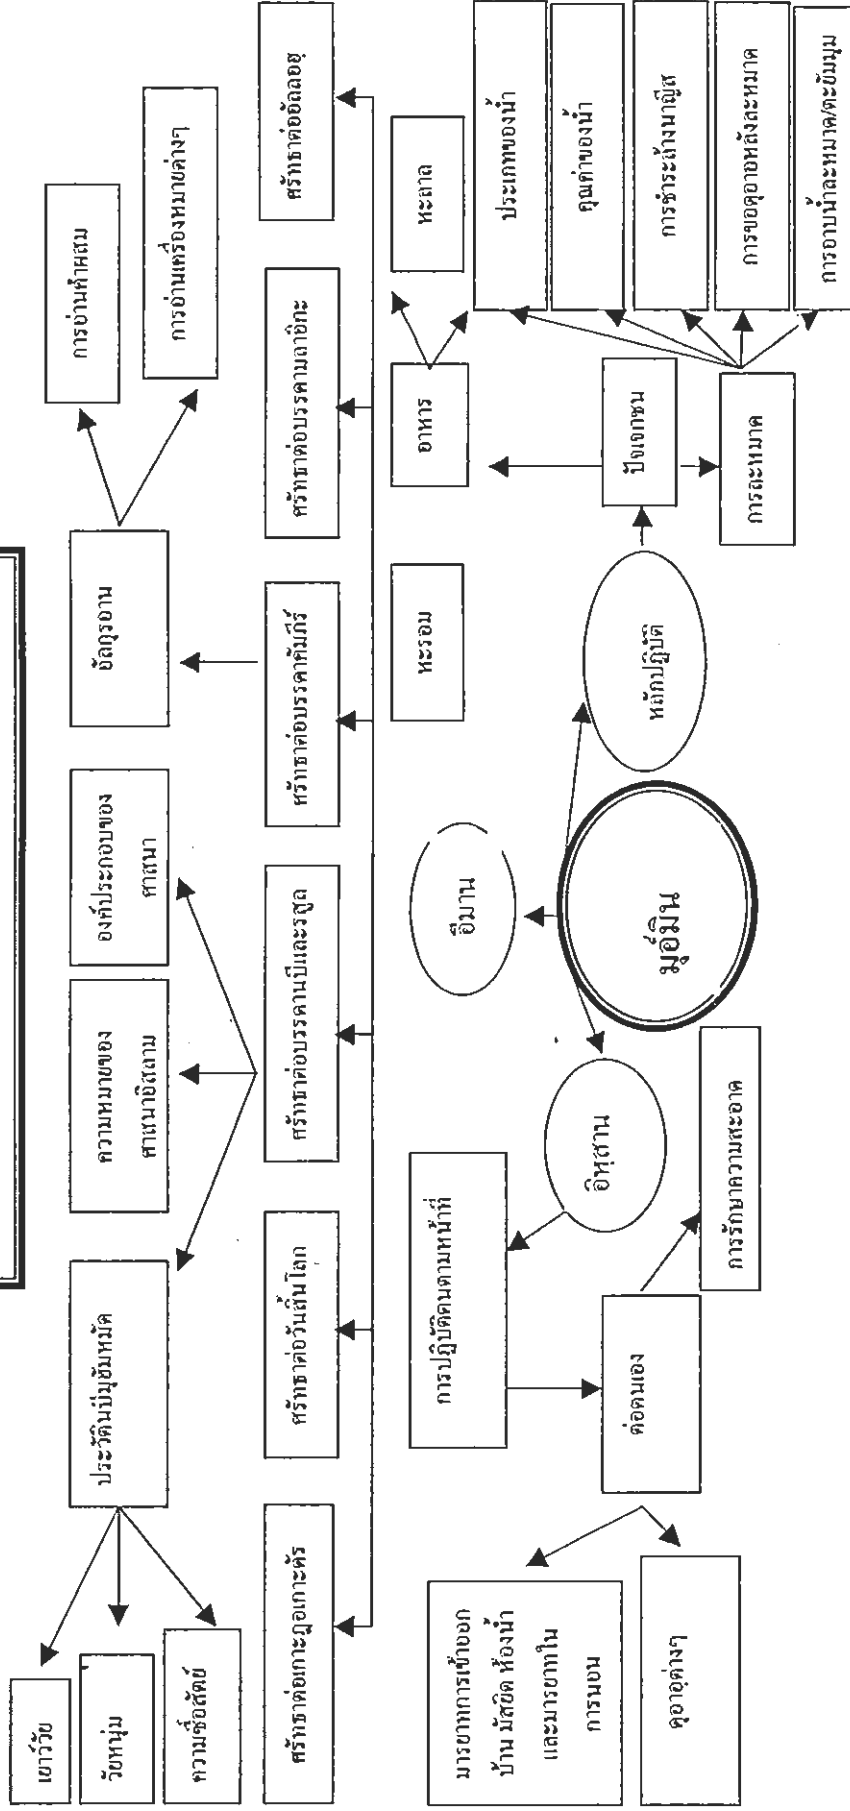 เยาว์วัย
วัยหนุ่ม
ความซื่อสัตย์
ประวัตินบีมุฮัมหมัด
ความหมายของ
ศาสนาอิสลาม
องค์ประกอบของ
ศาสนา
อัลกุรอาน
การอ่านคำผสม
การอ่านเครื่องหมายต่างๆ
ศรัทธาต่อเกาะฎอเกาะดัร
ศรัทธาต่อวันสิ้นโลก
ศรัทธาต่อบรรดานบีและรสูล
ศรัทธาต่อบรรดาคัมภีร์
ศรัทธาต่อบรรดามลาอิกะ
ศรัทธาต่ออัลลอฮฺ
มารยาทการเข้าออก
บ้าน มัสยิด ห้องน้ำ
และมารยาทใน
การนอน
ดุอาอฺต่างๆ
การปฏิบัติตนตามหน้าที่
ต่อตนเอง
การรักษาความสะอาด
อิหฺสาน
อีมาน
มุอ์มิน
หลักปฏิบัติ
ปัจเจกชน
อาหาร
หะรอม
หะลาล
การละหมาด
ประเภทของน้ำ
คุณค่าของน้ำ
การชำระล้างนายิส
การขอดุอาอหลังละหมาด
การอาบน้ำละหมาด/ตะยัมมุม